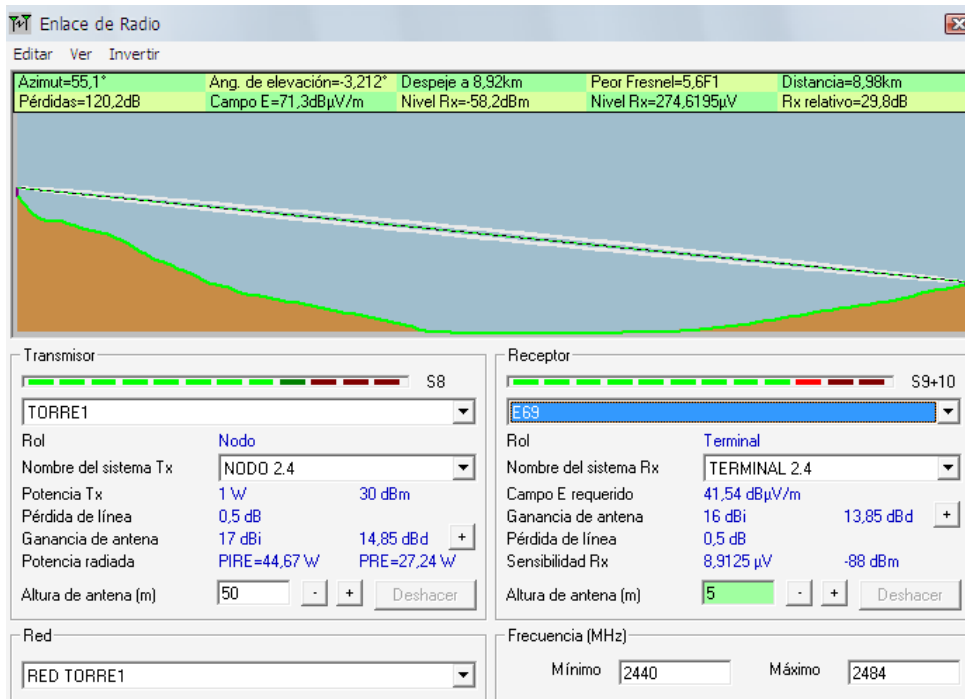 Enlace de Radio
Editar Ver Invertir
Azimut=55,1° Ang. de elevación=-3,212° Despeje a 8,92km Peor Fresnel=5,6F1 Distancia=8,98km
Pérdidas=120,2dB Campo E=71,3dBµV/m Nivel Rx=-58,2dBm Nivel Rx=274,6195µV Rx relativo=29,8dB
Transmisor
S8
TORRE1
Rol Nodo
Nombre del sistema Tx NODO 2.4
Potencia Tx 1 W 30 dBm
Pérdida de línea 0,5 dB
Ganancia de antena 17 dBi 14,85 dBd +
Potencia radiada PIRE=44,67 W PRE=27,24 W
Altura de antena (m) 50 - + Deshacer
Receptor
S9+10
E69
Rol Terminal
Nombre del sistema Rx TERMINAL 2.4
Campo E requerido 41,54 dBµV/m
Ganancia de antena 16 dBi 13,85 dBd +
Pérdida de línea 0,5 dB
Sensibilidad Rx 8,9125 µV -88 dBm
Altura de antena (m) 5 - + Deshacer
Red
RED TORRE1
Frecuencia (MHz)
Mínimo 2440 Máximo 2484